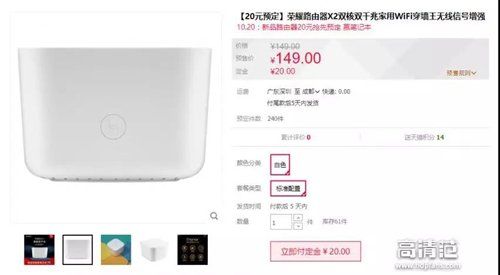 【20元预定】荣耀路由器X2双核双千兆家用WiFi穿墙王无线信号增强
10.20：新品路由器20元抢先预定 赢笔记本
价格 ¥149.00
预售价 ¥149.00
定金 ¥20.00 预售规则
运费 广东深圳 至 成都 快递: 0.00
付尾款后5天内发货
预定件数 240件
累计评价 0 送天猫积分 14
颜色分类 白色
套餐类型 标准配置
发货时间 付款后 5 天内
数量 1 件 库存61件
立即付定金 ¥ 20.00
高清范
www.hdpfans.com